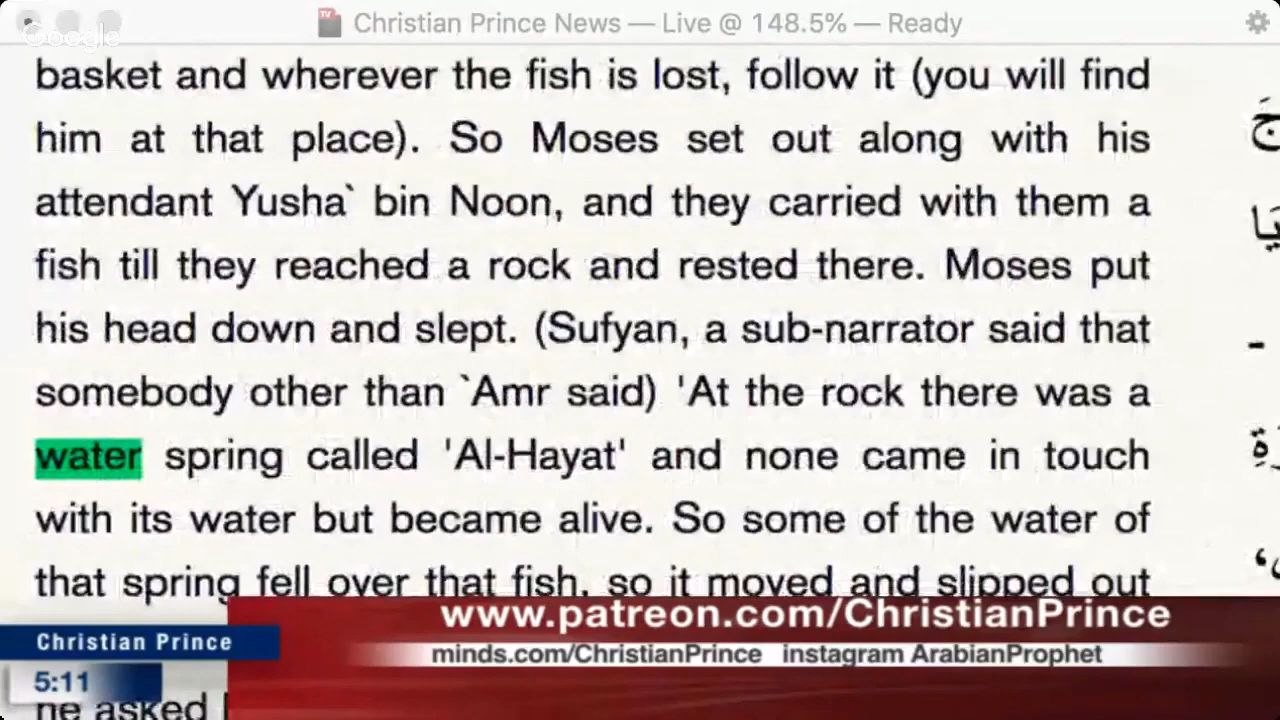 Christian Prince News — Live @ 148.5% — Ready
Google
basket and wherever the fish is lost, follow it (you will find
him at that place). So Moses set out along with his
attendant Yusha` bin Noon, and they carried with them a
fish till they reached a rock and rested there. Moses put
his head down and slept. (Sufyan, a sub-narrator said that
somebody other than `Amr said) 'At the rock there was a
water spring called 'Al-Hayat' and none came in touch
with its water but became alive. So some of the water of
that spring fell over that fish, so it moved and slipped out
www.patreon.com/ChristianPrince
Christian Prince
minds.com/ChristianPrince instagram ArabianProphet
5:11
he asked